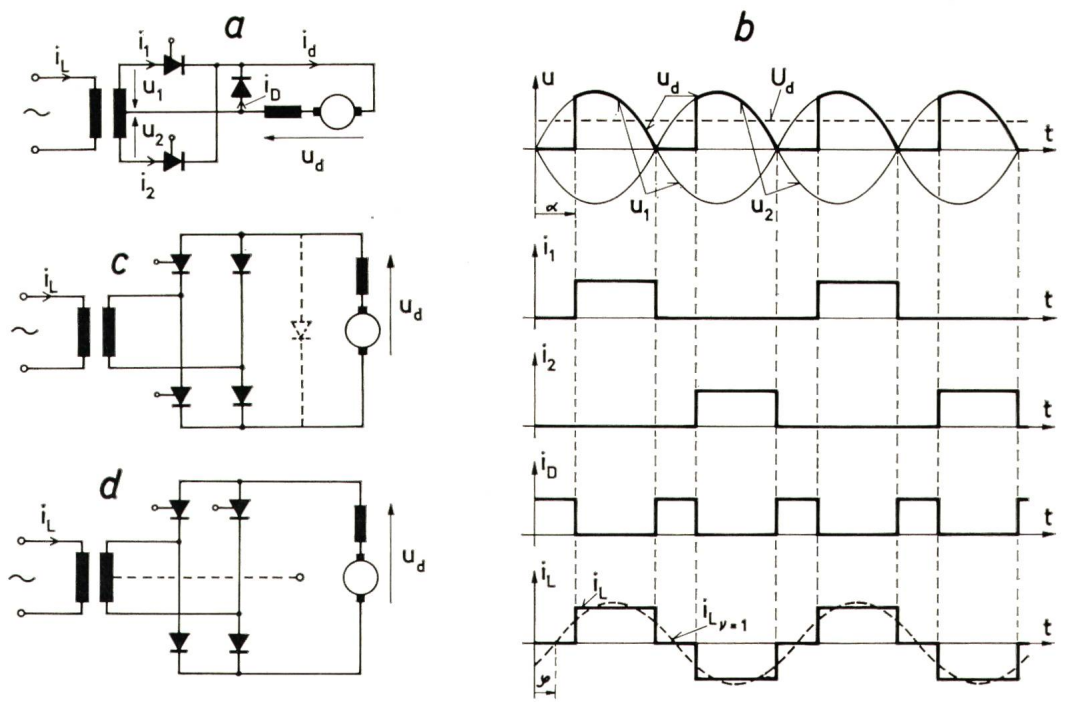 a
i_L
i_1
i_d
u_1
i_D
u_2
u_d
i_2
~
c
i_L
u_d
~
d
i_L
u_d
~
b
u
u_d
U_d
t
α
u_1
u_2
i_1
t
i_2
t
i_D
t
i_L
i_L
i_Lν=1
t
φ